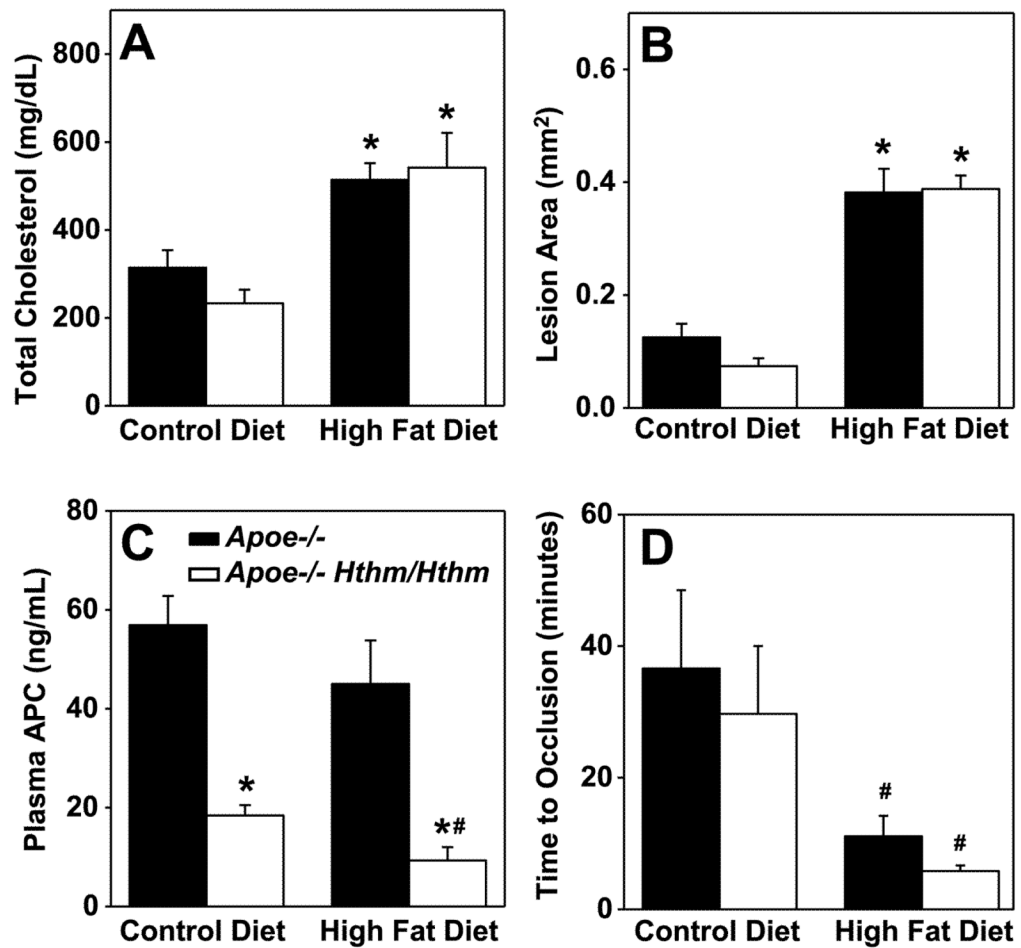 A
Total Cholesterol (mg/dL)
800
600
400
200
0
*
*
Control Diet High Fat Diet
B
Lesion Area (mm²)
0.6
0.4
0.2
0.0
*
*
Control Diet High Fat Diet
C
Apoe-/-
Apoe-/- Hthm/Hthm
Plasma APC (ng/mL)
80
60
40
20
0
*
*#
Control Diet High Fat Diet
D
Time to Occlusion (minutes)
60
40
20
0
#
#
Control Diet High Fat Diet